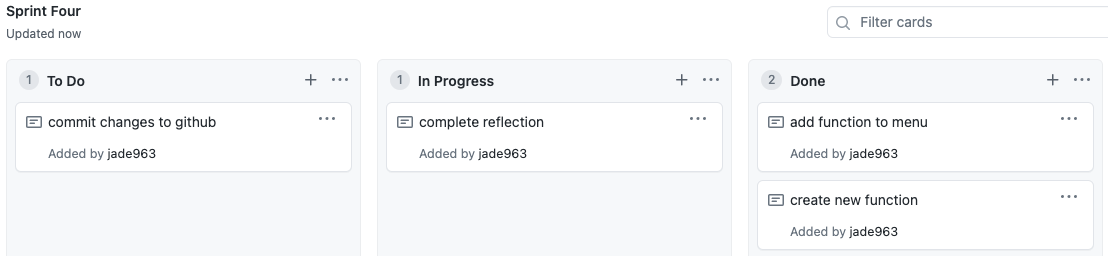 Sprint Four
Updated now
Filter cards
1 To Do
commit changes to github
Added by jade963
1 In Progress
complete reflection
Added by jade963
2 Done
add function to menu
Added by jade963
create new function
Added by jade963